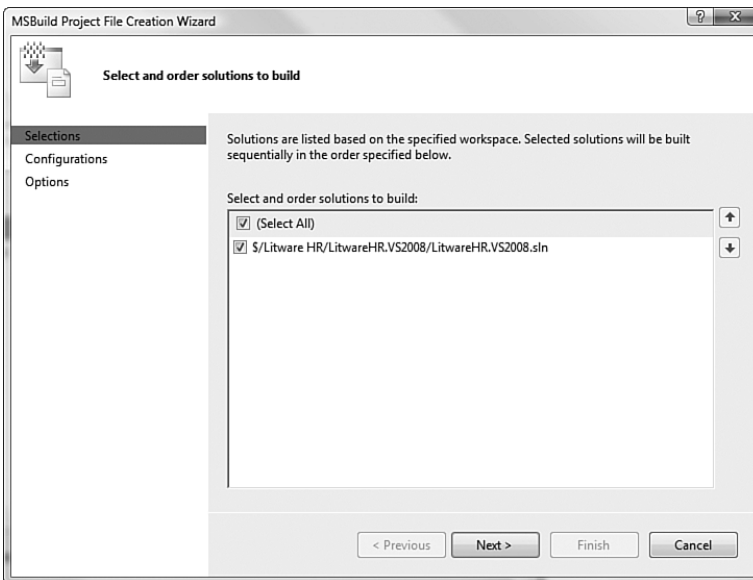 MSBuild Project File Creation Wizard
? X
Select and order solutions to build
Selections
Configurations
Options
Solutions are listed based on the specified workspace. Selected solutions will be built
sequentially in the order specified below.
Select and order solutions to build:
(Select All)
$/Litware HR/LitwareHR.VS2008/LitwareHR.VS2008.sln
< Previous
Next >
Finish
Cancel